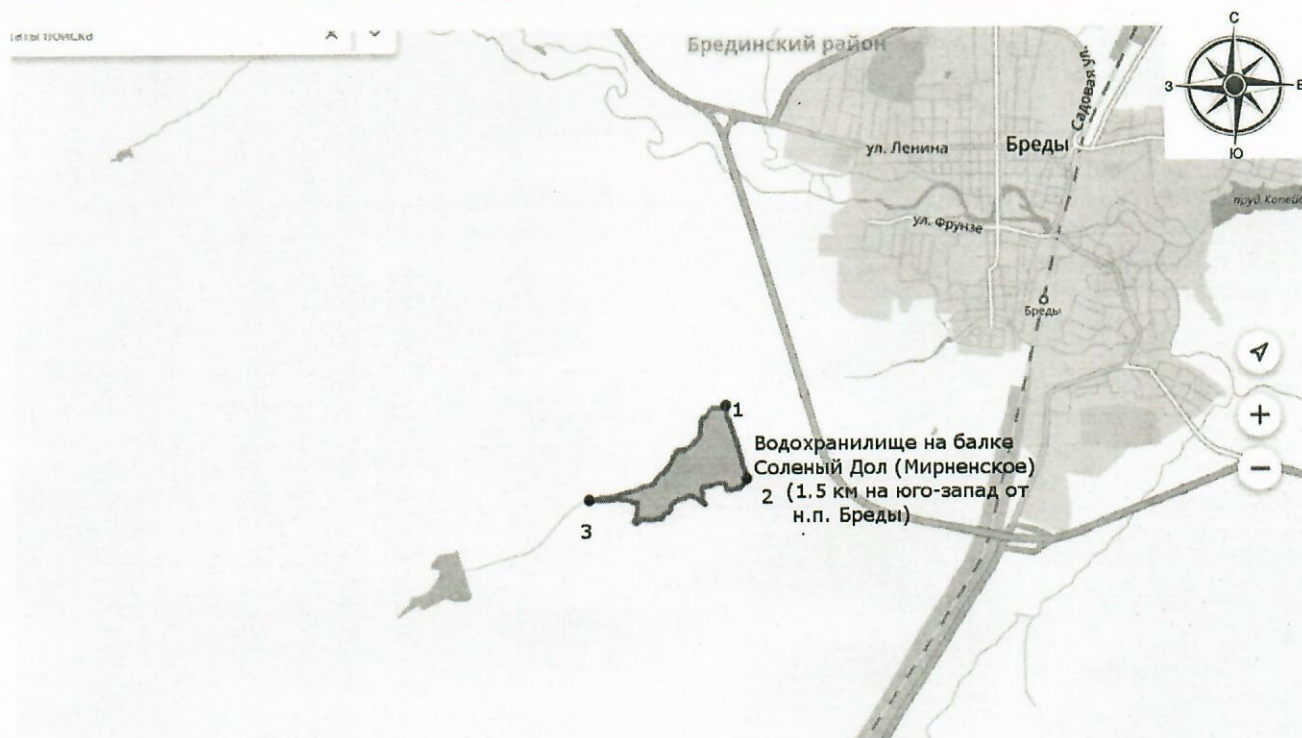 Брединский район
С
З
В
Ю
Садовая ул.
ул. Ленина
Бреды
ул. Фрунзе
Бреды
1
Водохранилище на балке
Соленый Дол (Мирненское)
2 (1.5 км на юго-запад от
н.п. Бреды)
3
+
−